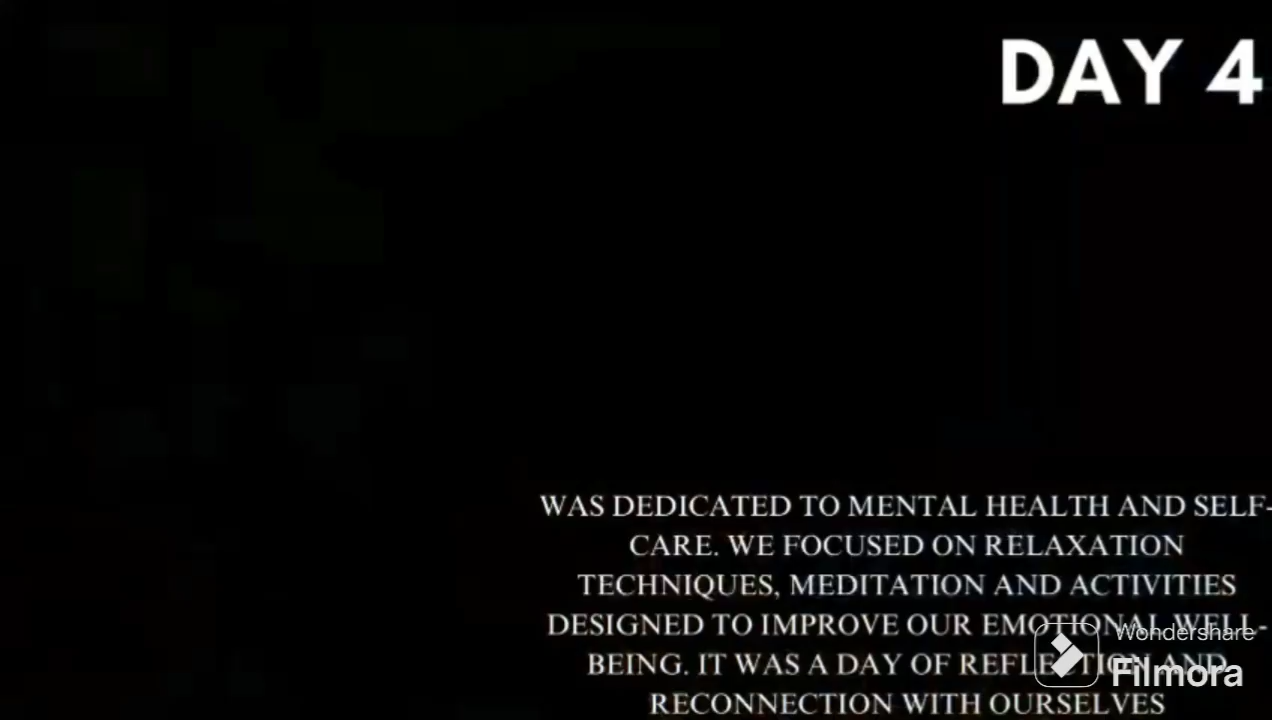 DAY 4
WAS DEDICATED TO MENTAL HEALTH AND SELF-
CARE. WE FOCUSED ON RELAXATION
TECHNIQUES, MEDITATION AND ACTIVITIES
DESIGNED TO IMPROVE OUR EMOTIONAL WELL-
BEING. IT WAS A DAY OF REFLECTION AND
RECONNECTION WITH OURSELVES
Wondershare
Filmora